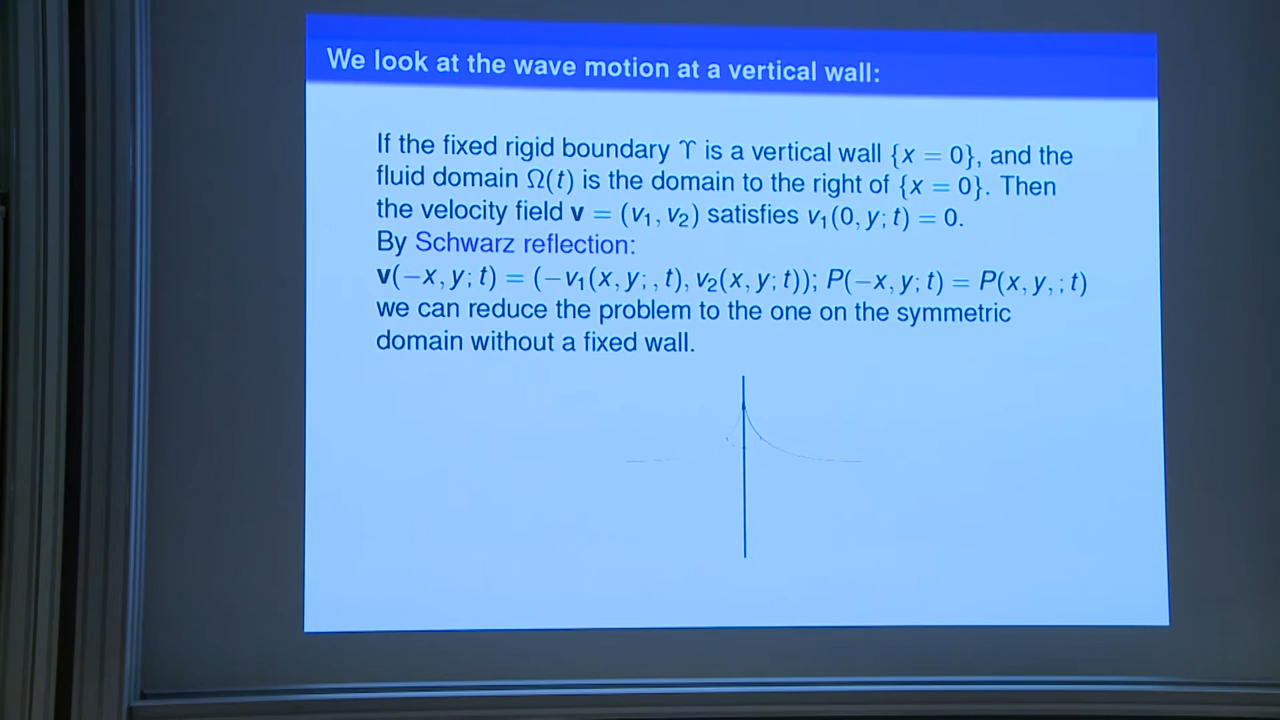 We look at the wave motion at a vertical wall:
If the fixed rigid boundary ϒ is a vertical wall {x = 0}, and the
fluid domain Ω(t) is the domain to the right of {x = 0}. Then
the velocity field v = (v₁, v₂) satisfies v₁(0, y; t) = 0.
By Schwarz reflection:
v(−x, y; t) = (−v₁(x, y; , t), v₂(x, y; t)); P(−x, y; t) = P(x, y, ; t)
we can reduce the problem to the one on the symmetric
domain without a fixed wall.